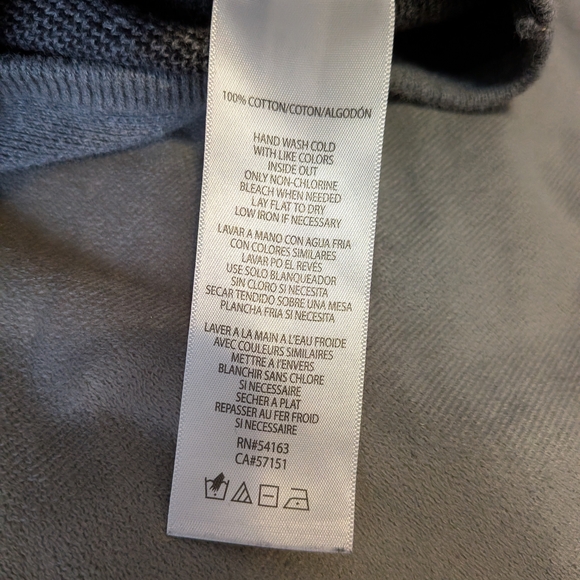 100% COTTON/COTON/ALGODÓN
HAND WASH COLD
WITH LIKE COLORS
INSIDE OUT
ONLY NON-CHLORINE
BLEACH WHEN NEEDED
LAY FLAT TO DRY
LOW IRON IF NECESSARY
LAVAR A MANO CON AGUA FRIA
CON COLORES SIMILARES
LAVAR PO EL REVÉS
USE SOLO BLANQUEADOR
SIN CLORO SI NECESITA
SECAR TENDIDO SOBRE UNA MESA
PLANCHA FRIA SI NECESITA
LAVER A LA MAIN A L'EAU FROIDE
AVEC COULEURS SIMILAIRES
METTRE A l'ENVERS
BLANCHIR SANS CHLORE
SI NECESSAIRE
SECHER A PLAT
REPASSER AU FER FROID
SI NECESSAIRE
RN#54163
CA#57151